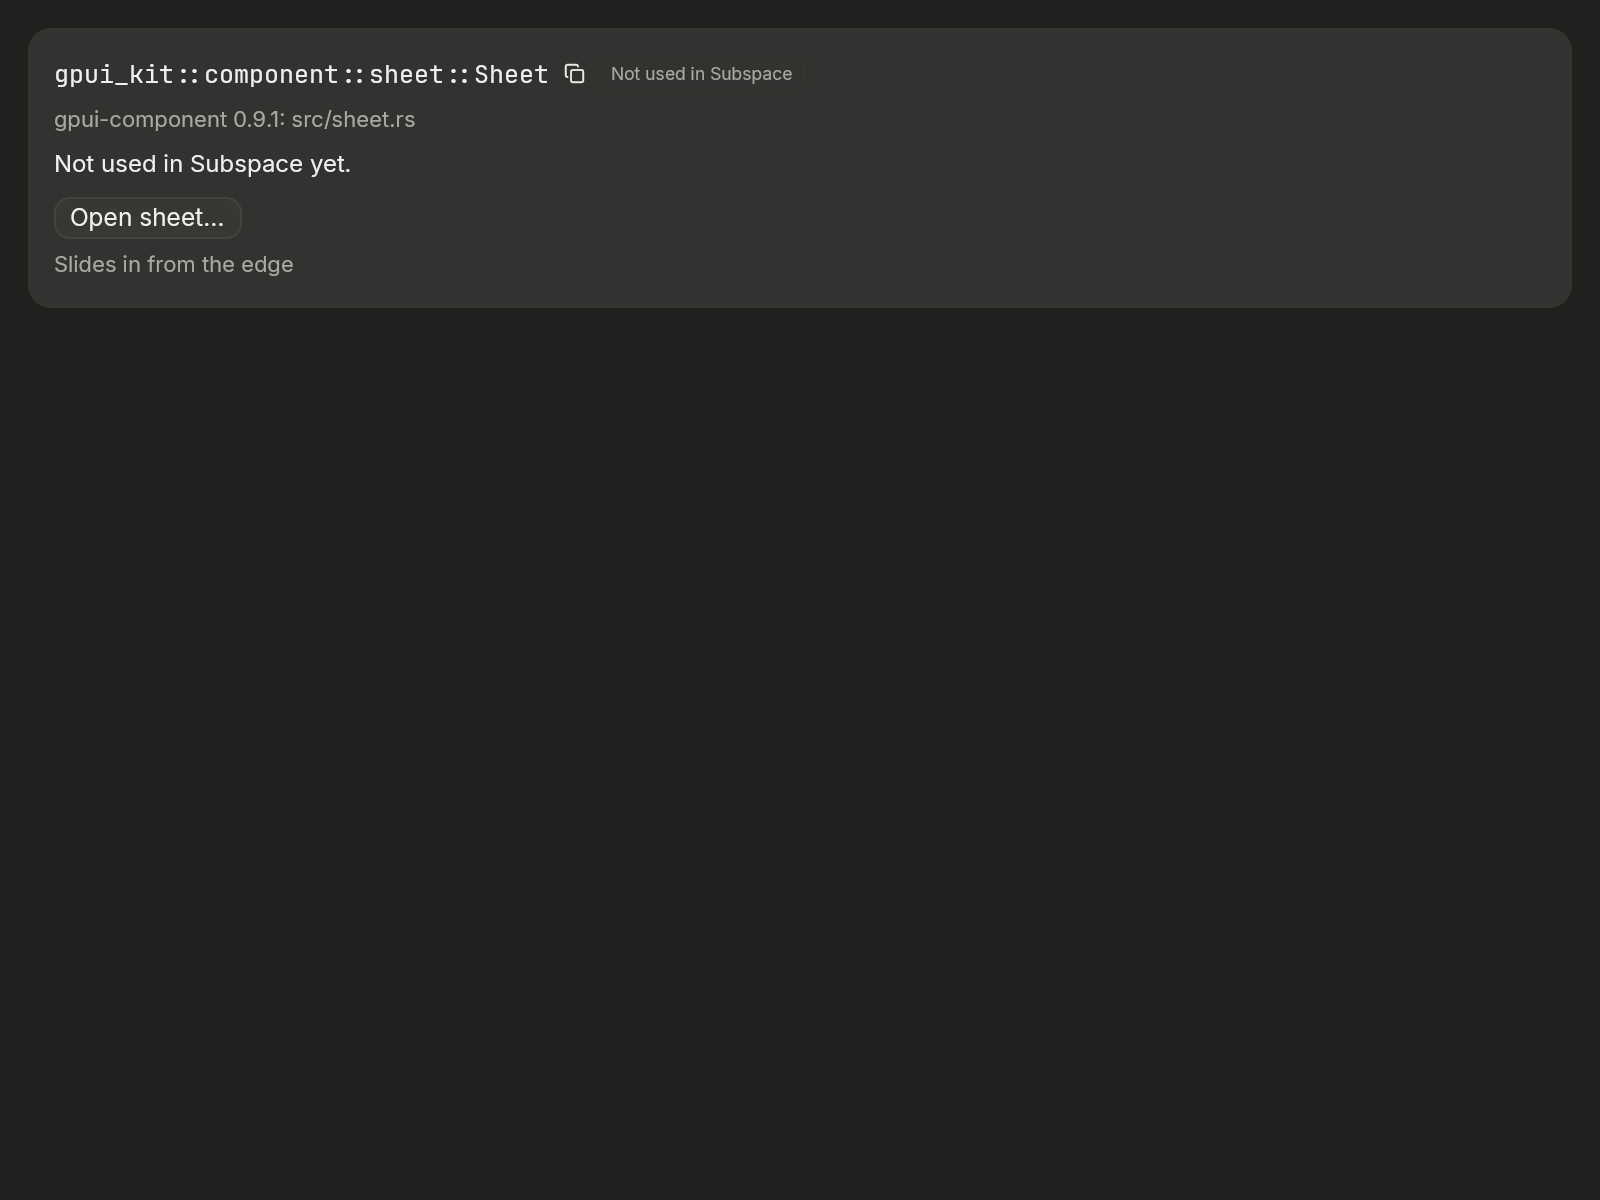 gpui_kit::component::sheet::Sheet Not used in Subspace
gpui-component 0.9.1: src/sheet.rs
Not used in Subspace yet.
Open sheet...
Slides in from the edge